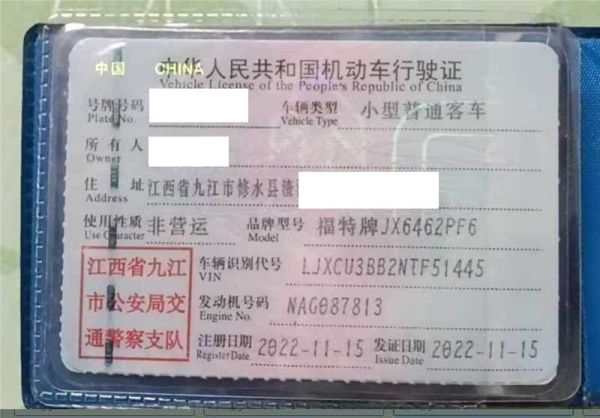 中国 CHINA
中华人民共和国机动车行驶证
Vehicle License of the People's Republic of China
号牌号码 车辆类型 小型普通客车
Plate No. Vehicle Type
所有人
Owner
住址 江西省九江市修水县渣
Address
使用性质 非营运 品牌型号 福特牌JX6462PF6
Use Character Model
江西省九江 车辆识别代号 LJXCU3BB2NTF51445
VIN
市公安局交 发动机号码 NAG087813
Engine No.
通警察支队 注册日期 2022-11-15 发证日期 2022-11-15
Register Date Issue Date